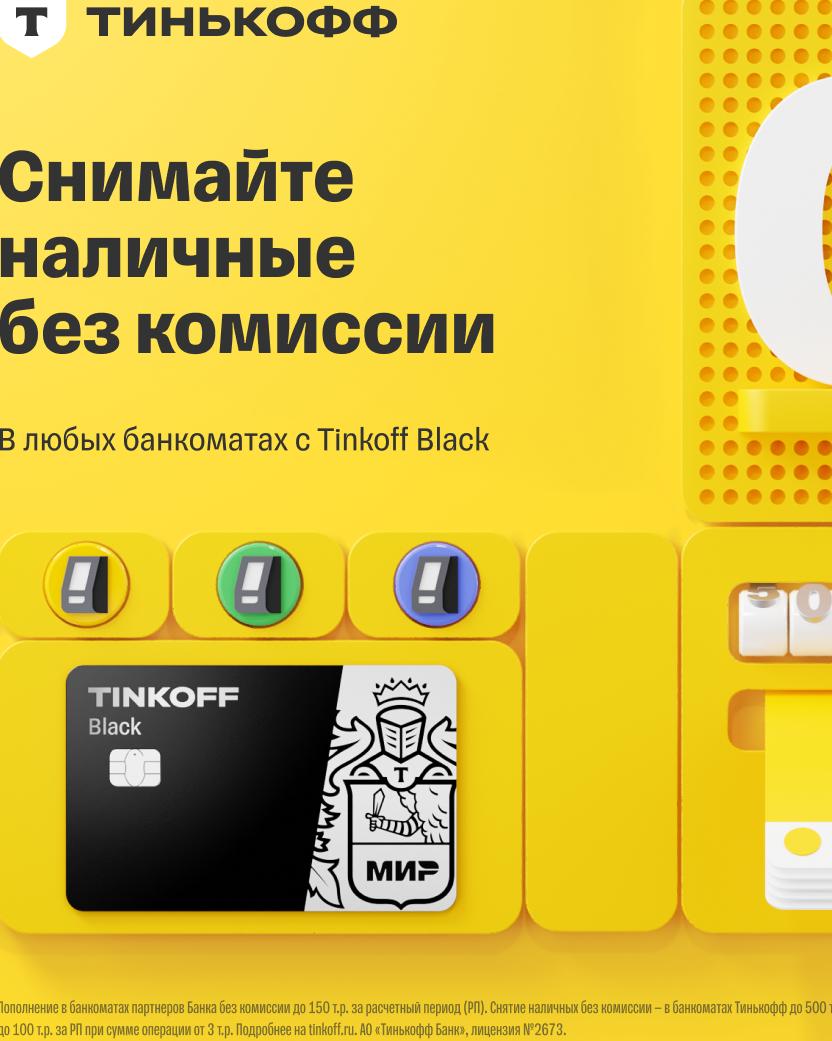 Т ТИНЬКОФФ
Снимайте
наличные
без комиссии
В любых банкоматах с Tinkoff Black
5 0
TINKOFF
Black
Т
МИР
Пополнение в банкоматах партнеров Банка без комиссии до 150 т.р. за расчетный период (РП). Снятие наличных без комиссии – в банкоматах Тинькофф до 500 т
до 100 т.р. за РП при сумме операции от 3 т.р. Подробнее на tinkoff.ru. АО «Тинькофф Банк», лицензия №2673.